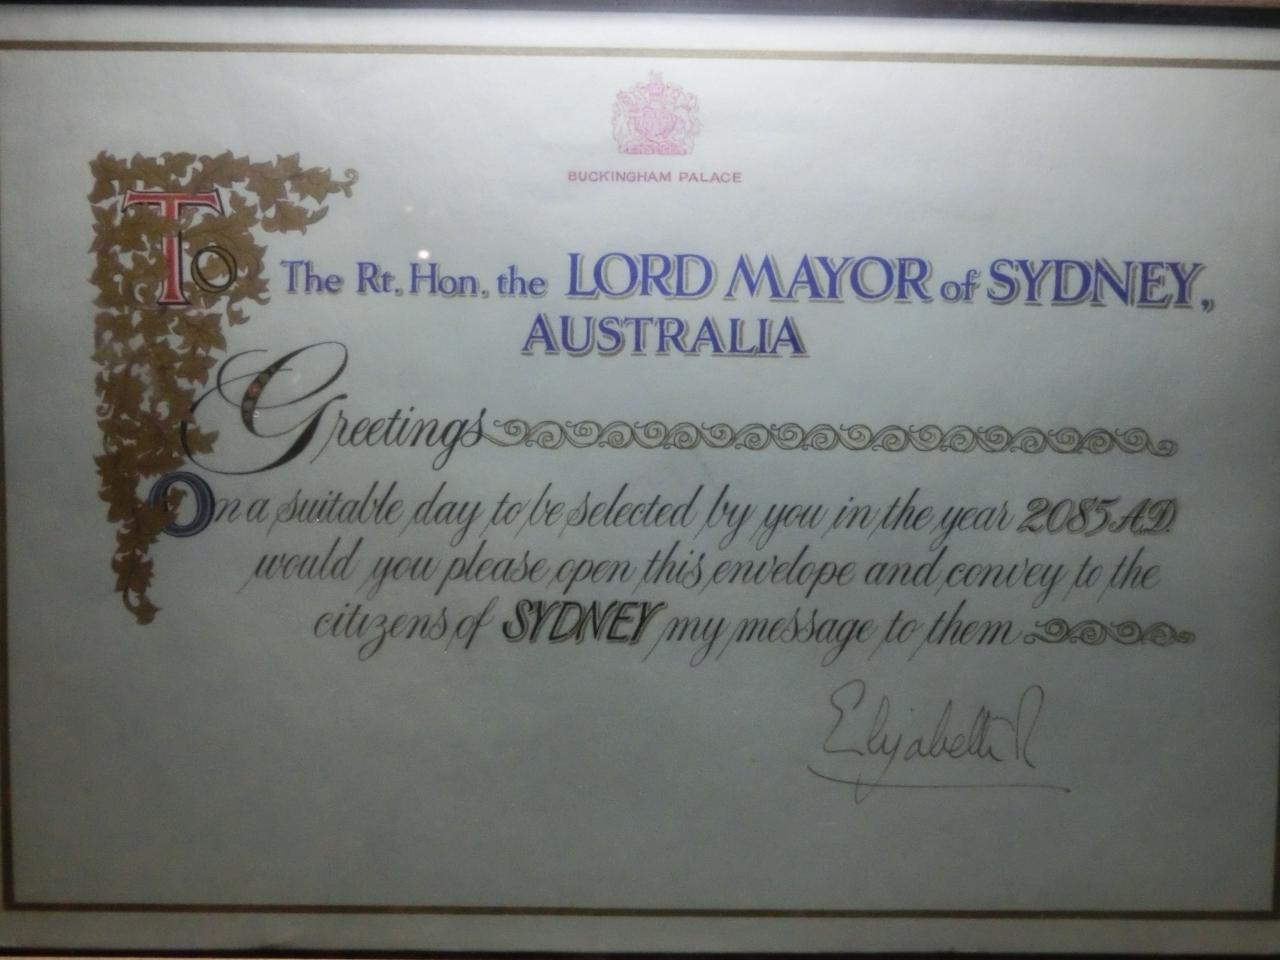 BUCKINGHAM PALACE
To The Rt. Hon. the LORD MAYOR of SYDNEY,
AUSTRALIA
Greetings
On a suitable day to be selected by you in the year 2085 A.D.
would you please open this envelope and convey to the
citizens of SYDNEY my message to them
Elizabeth R